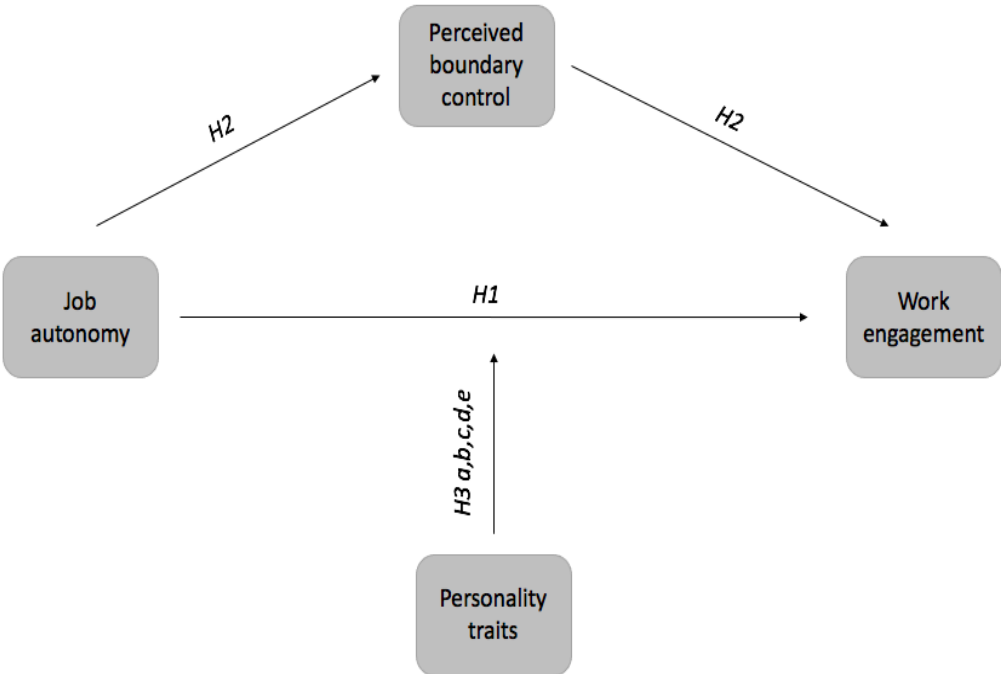 Perceived
boundary
control
H2
H2
Job
autonomy
H1
Work
engagement
H3 a,b,c,d,e
Personality
traits